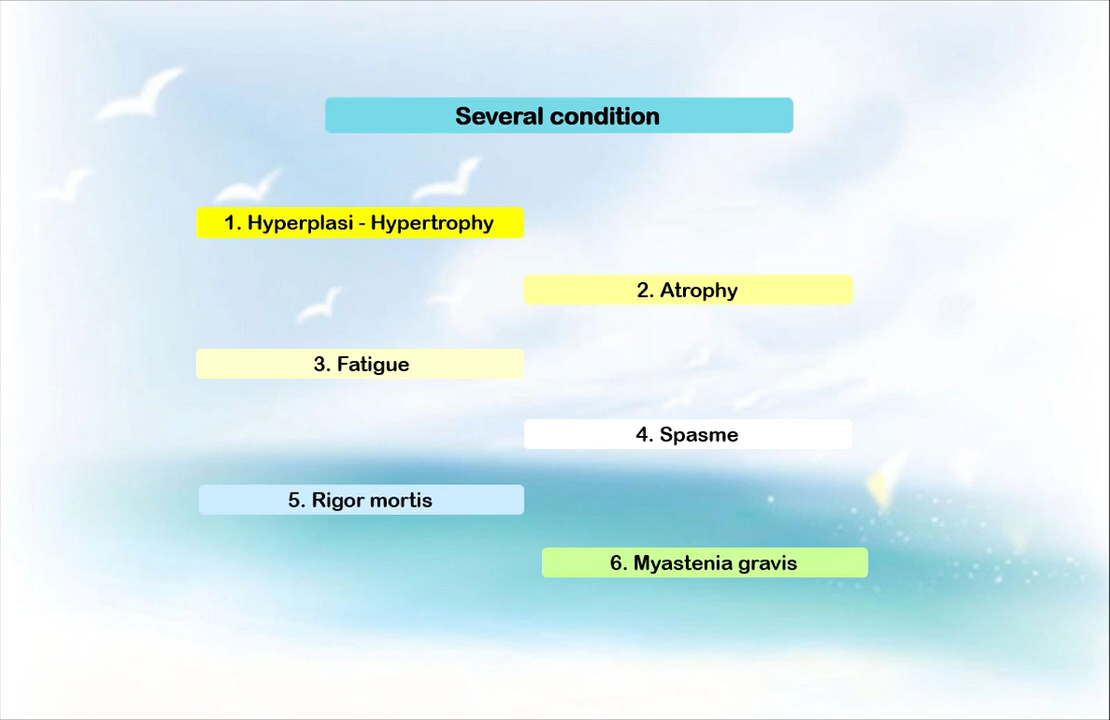 Several condition
1. Hyperplasi - Hypertrophy
2. Atrophy
3. Fatigue
4. Spasme
5. Rigor mortis
6. Myastenia gravis